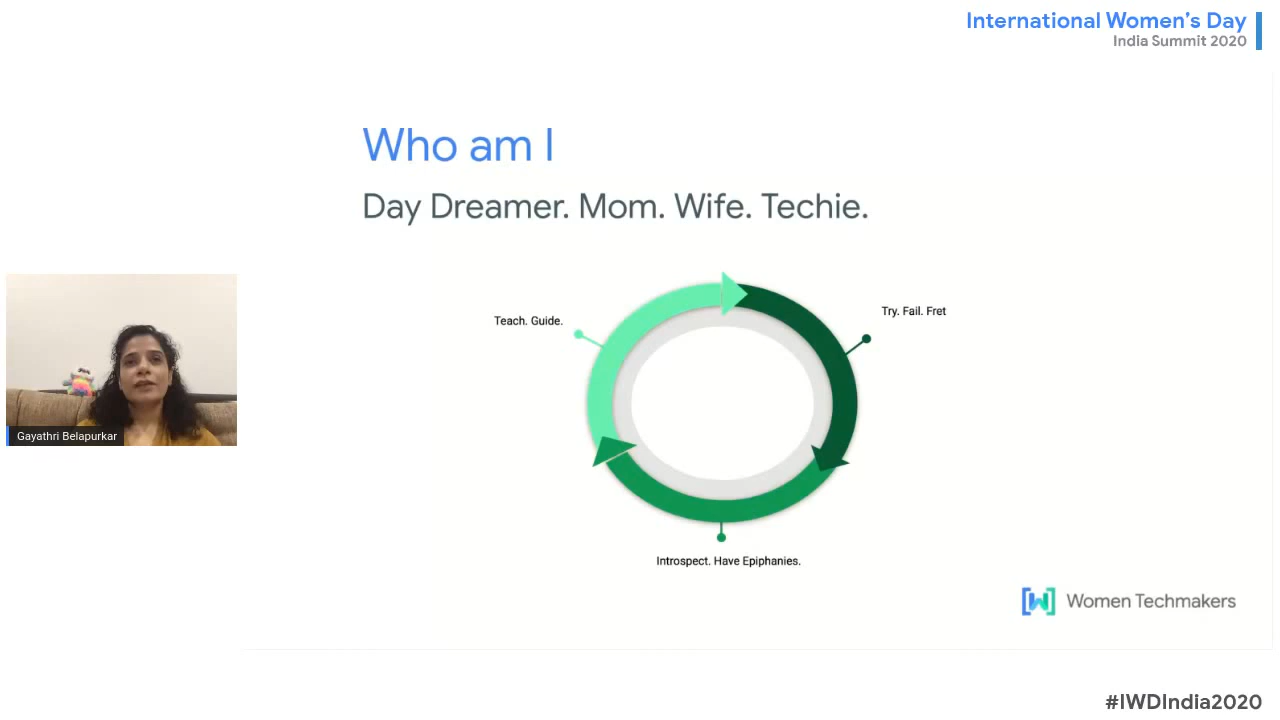 International Women's Day
India Summit 2020
Who am I
Day Dreamer. Mom. Wife. Techie.
Teach. Guide.
Try. Fail. Fret
Introspect. Have Epiphanies.
Gayathri Belapurkar
[W] Women Techmakers
#IWDIndia2020